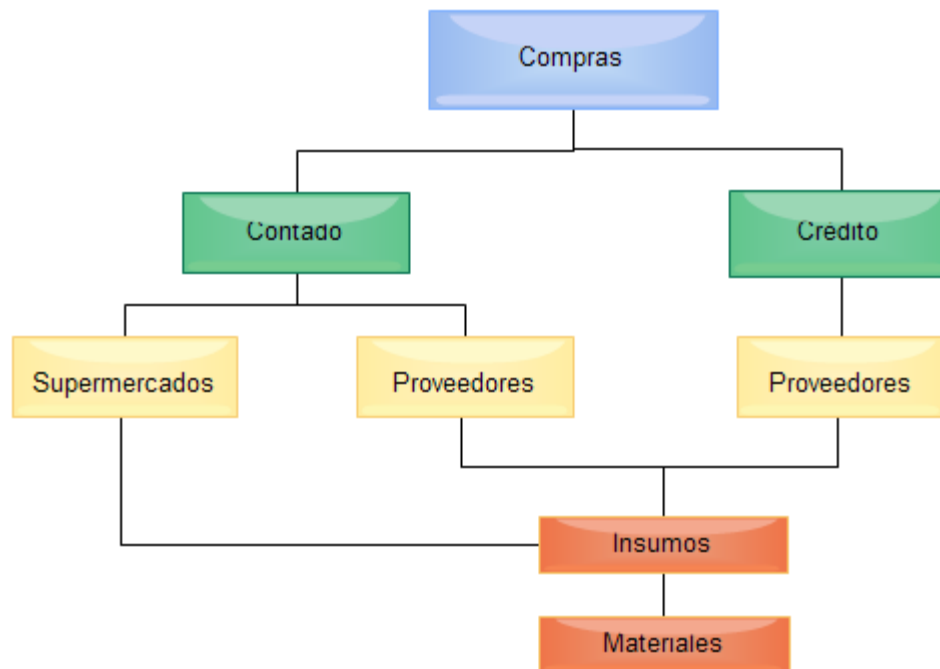 Compras
Contado
Crédito
Supermercados
Proveedores
Proveedores
Insumos
Materiales